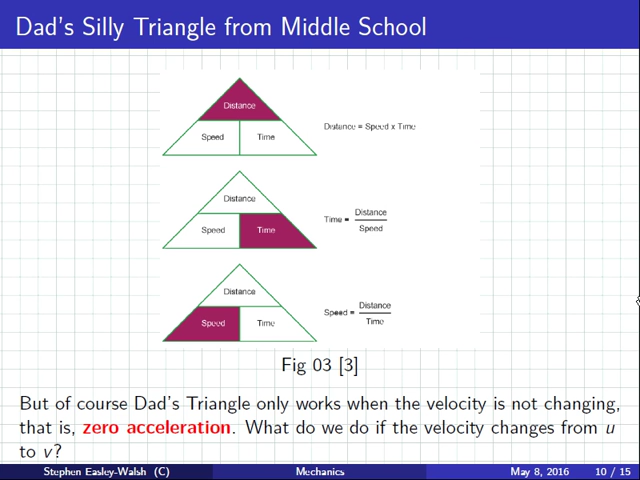 Dad's Silly Triangle from Middle School
Distance
Speed Time
Distance = Speed x Time
Distance
Speed Time
Time = Distance
Speed
Distance
Speed Time
Speed = Distance
Time
Fig 03 [3]
But of course Dad's Triangle only works when the velocity is not changing,
that is, zero acceleration. What do we do if the velocity changes from u
to v?
Stephen Easley-Walsh (C) Mechanics May 8, 2016 10 / 15